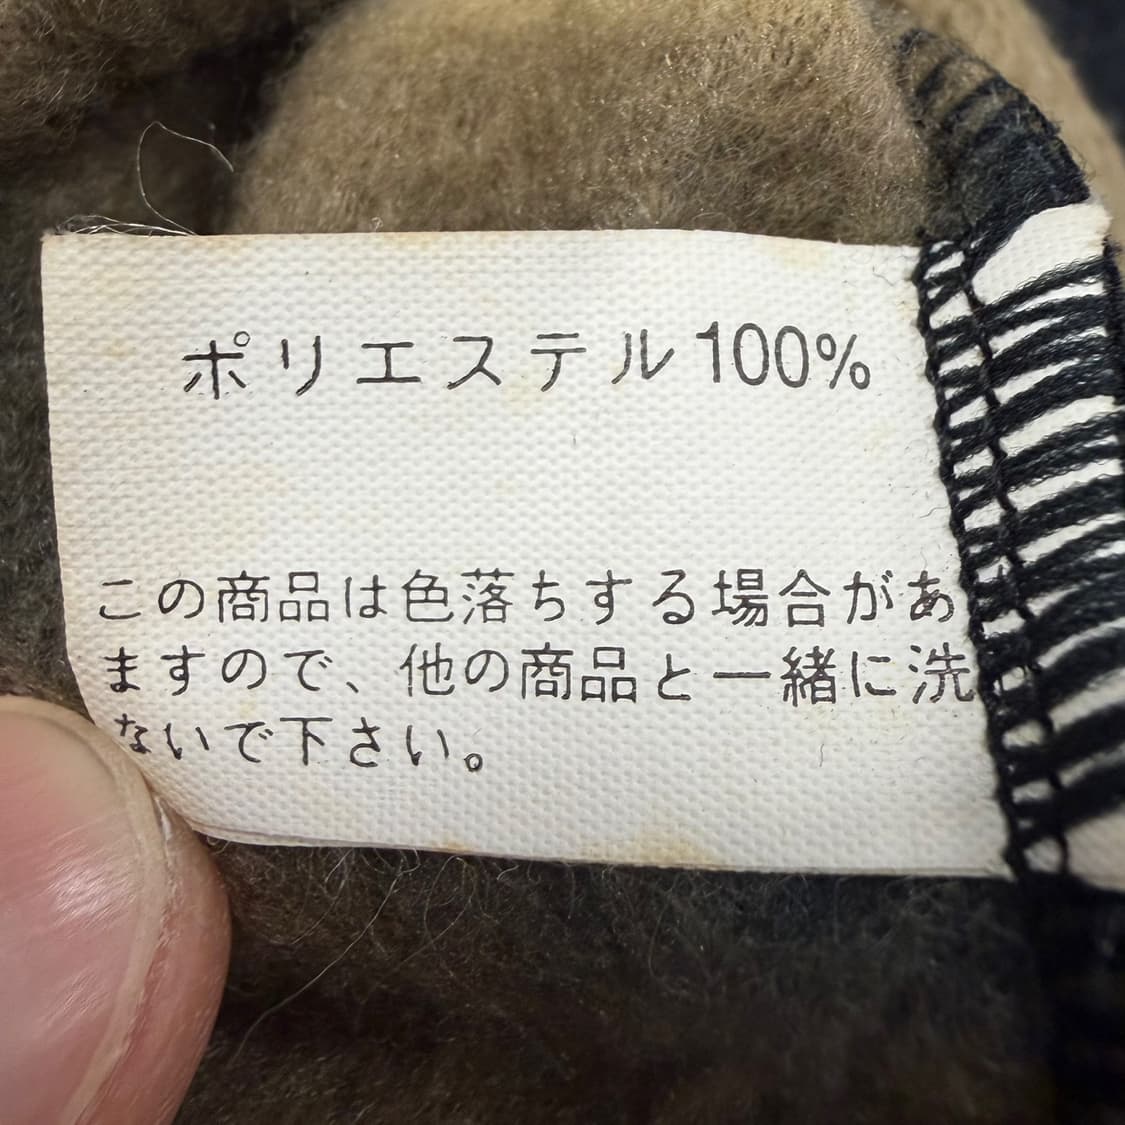 ポリエステル100%
この商品は色落ちする場合があ
ますので、他の商品と一緒に洗
ないで下さい。